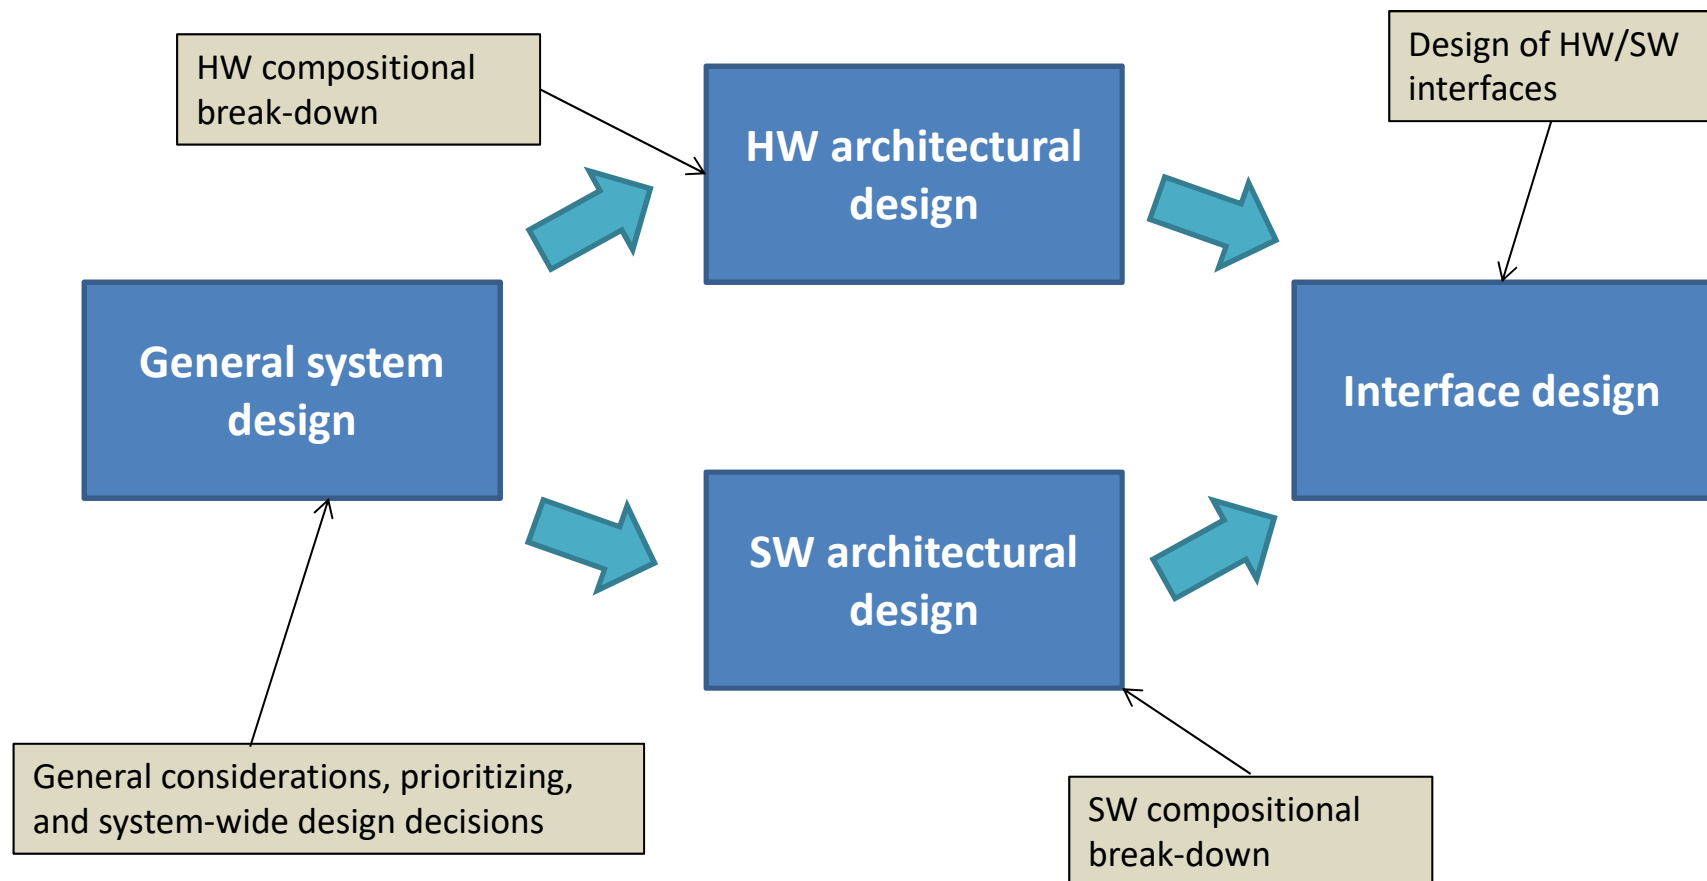 HW compositional
break-down
Design of HW/SW
interfaces
HW architectural
design
General system
design
Interface design
SW architectural
design
General considerations, prioritizing,
and system-wide design decisions
SW compositional
break-down